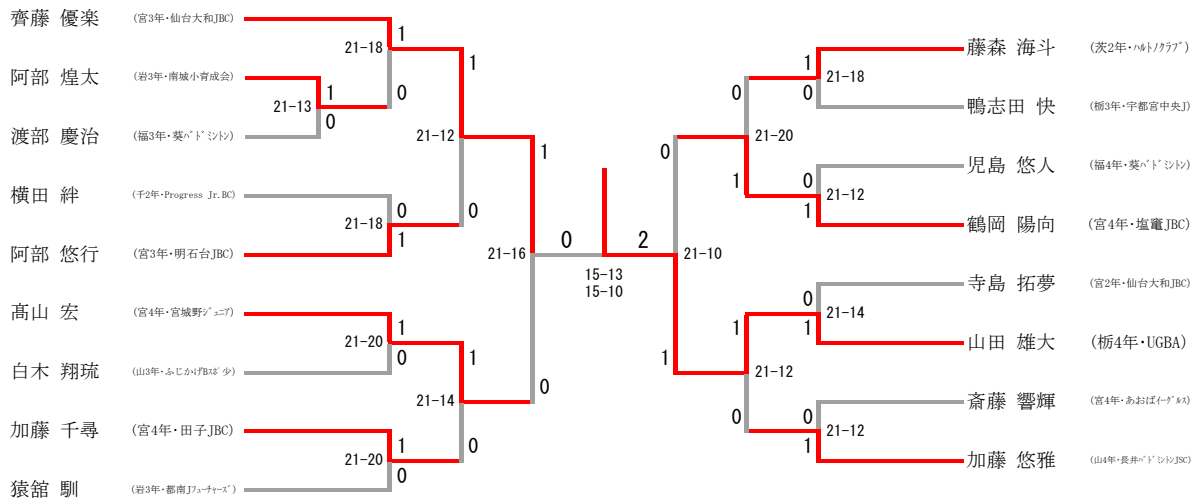 齊藤 優楽 (宮3年・仙台大和JBC)
1
21-18
1
阿部 煌太 (岩3年・南城小育成会)
1
0
21-13
0
渡部 慶治 (福3年・葵ﾊﾞﾄﾞﾐﾝﾄﾝ)
21-12
1
横田 絆 (千2年・Progress Jr.BC)
0
0
21-18
1
阿部 悠行 (宮3年・明石台JBC)
21-16
0
髙山 宏 (宮4年・宮城野ｼﾞｭﾆｱ)
1
21-20
1
0
白木 翔琉 (山3年・ふじかげBｽﾎﾟ少)
0
21-14
加藤 千尋 (宮4年・田子JBC)
1
0
21-20
0
猿舘 馴 (岩3年・都南Jﾌｭｰﾁｬｰｽﾞ)
15-13
15-10
2
藤森 海斗 (茨2年・ﾊﾙﾄﾉｸﾗﾌﾞ)
1
21-18
0
0
鴨志田 快 (栃3年・宇都宮中央J)
21-20
0
児島 悠人 (福4年・葵ﾊﾞﾄﾞﾐﾝﾄﾝ)
0
1
21-12
1
鶴岡 陽向 (宮4年・塩竈JBC)
21-10
寺島 拓夢 (宮2年・仙台大和JBC)
0
21-14
1
1
山田 雄大 (栃4年・UGBA)
1
21-12
斎藤 響輝 (宮4年・あおばｲｰｸﾞﾙｽ)
0
0
21-12
1
加藤 悠雅 (山4年・長井ﾊﾞﾄﾞﾐﾝﾄﾝJSC)